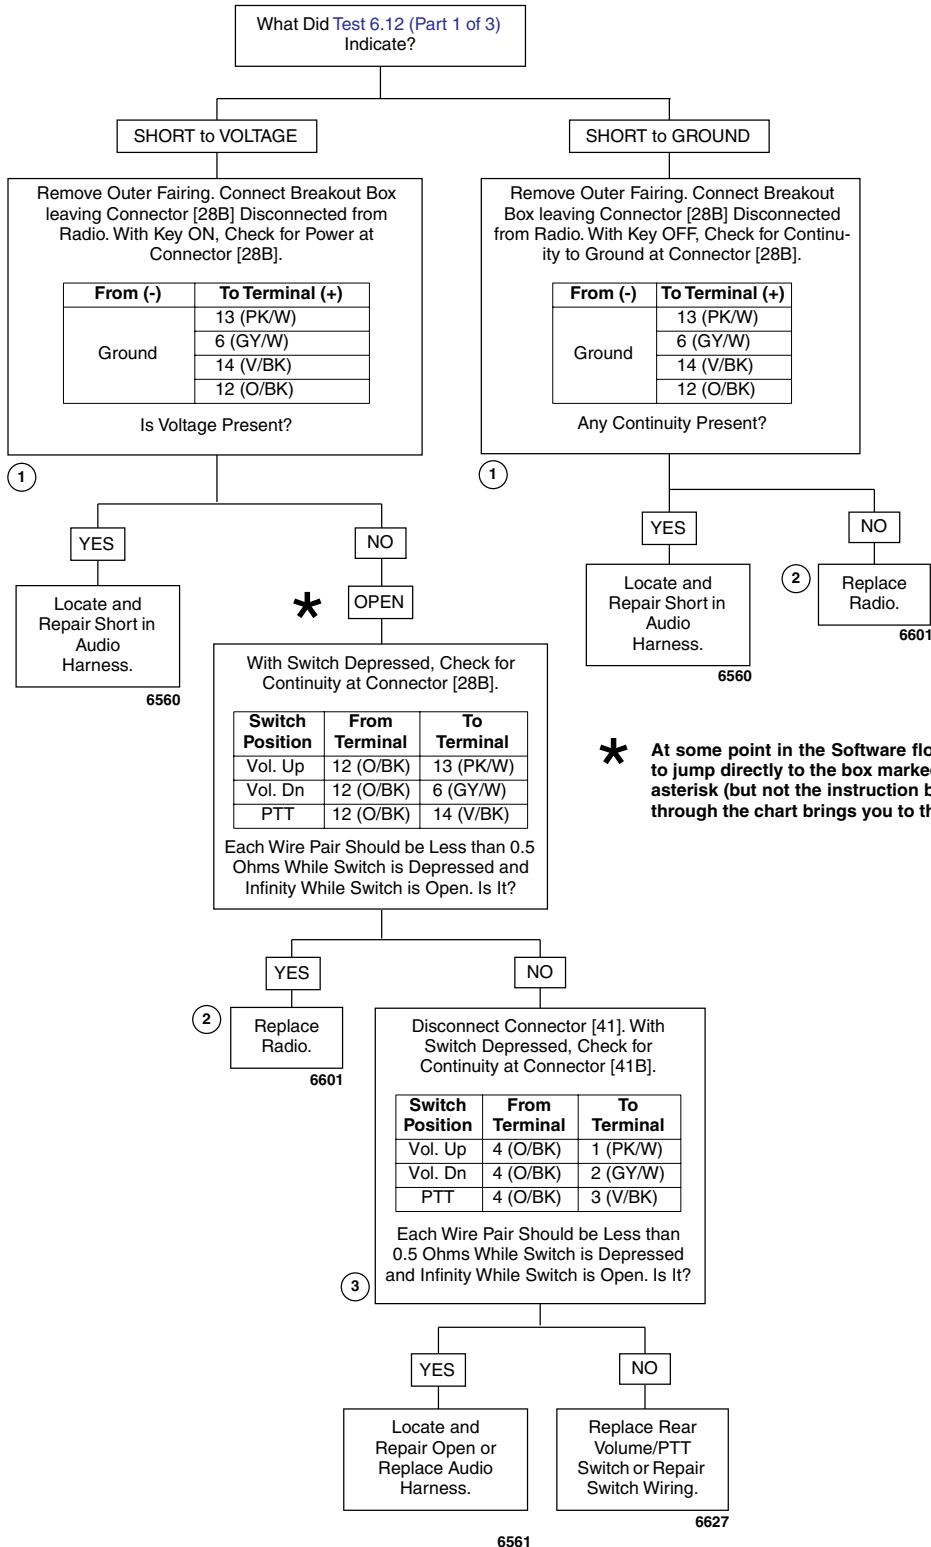 What Did Test 6.12 (Part 1 of 3)
Indicate?
SHORT to VOLTAGE
Remove Outer Fairing. Connect Breakout Box
leaving Connector [28B] Disconnected from
Radio. With Key ON, Check for Power at
Connector [28B].
From (-) To Terminal (+)
Ground
13 (PK/W)
6 (GY/W)
14 (V/BK)
12 (O/BK)
Is Voltage Present?
1
YES
Locate and
Repair Short in
Audio
Harness.
6560
NO
*
OPEN
With Switch Depressed, Check for
Continuity at Connector [28B].
Switch Position From Terminal To Terminal
Vol. Up 12 (O/BK) 13 (PK/W)
Vol. Dn 12 (O/BK) 6 (GY/W)
PTT 12 (O/BK) 14 (V/BK)
Each Wire Pair Should be Less than 0.5
Ohms While Switch is Depressed and
Infinity While Switch is Open. Is It?
YES
2
Replace
Radio.
6601
NO
Disconnect Connector [41]. With
Switch Depressed, Check for
Continuity at Connector [41B].
Switch Position From Terminal To Terminal
Vol. Up 4 (O/BK) 1 (PK/W)
Vol. Dn 4 (O/BK) 2 (GY/W)
PTT 4 (O/BK) 3 (V/BK)
Each Wire Pair Should be Less than
0.5 Ohms While Switch is Depressed
and Infinity While Switch is Open. Is It?
3
YES
Locate and
Repair Open or
Replace Audio
Harness.
6561
NO
Replace Rear
Volume/PTT
Switch or Repair
Switch Wiring.
6627
SHORT to GROUND
Remove Outer Fairing. Connect Breakout
Box leaving Connector [28B] Disconnected
from Radio. With Key OFF, Check for Continu-
ity to Ground at Connector [28B].
From (-) To Terminal (+)
Ground
13 (PK/W)
6 (GY/W)
14 (V/BK)
12 (O/BK)
Any Continuity Present?
1
YES
Locate and
Repair Short in
Audio
Harness.
6560
NO
2
Replace
Radio.
6601
* At some point in the Software
to jump directly to the box
asterisk (but not the instruction
through the chart brings you to